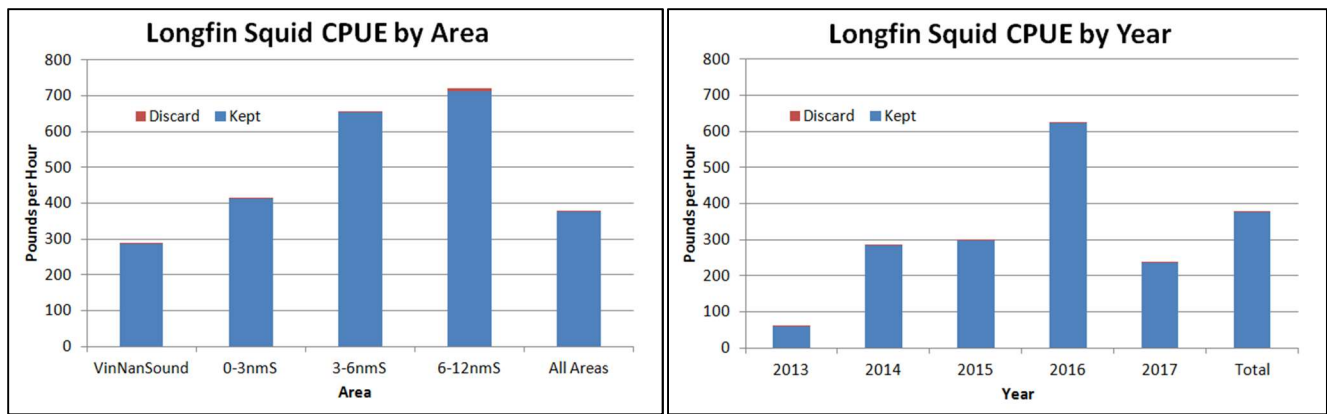 Longfin Squid CPUE by Area
800
700
600
500
400
300
200
100
0
Pounds per Hour
Discard Kept
VinNanSound 0-3nmS 3-6nmS 6-12nmS All Areas
Area
Longfin Squid CPUE by Year
800
700
600
500
400
300
200
100
0
Pounds per Hour
Discard Kept
2013 2014 2015 2016 2017 Total
Year